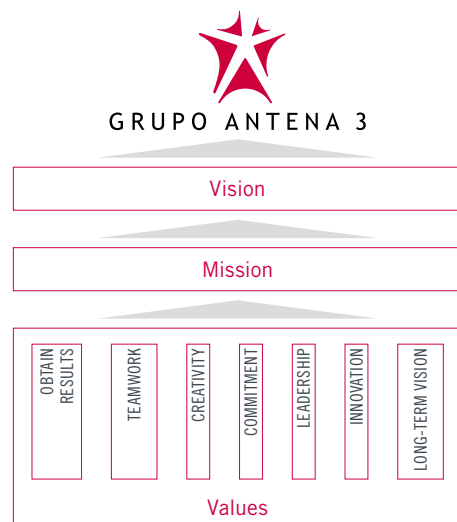 GRUPO ANTENA 3
Vision
Mission
OBTAIN
RESULTS
TEAMWORK
CREATIVITY
COMMITMENT
LEADERSHIP
INNOVATION
LONG-TERM VISION
Values